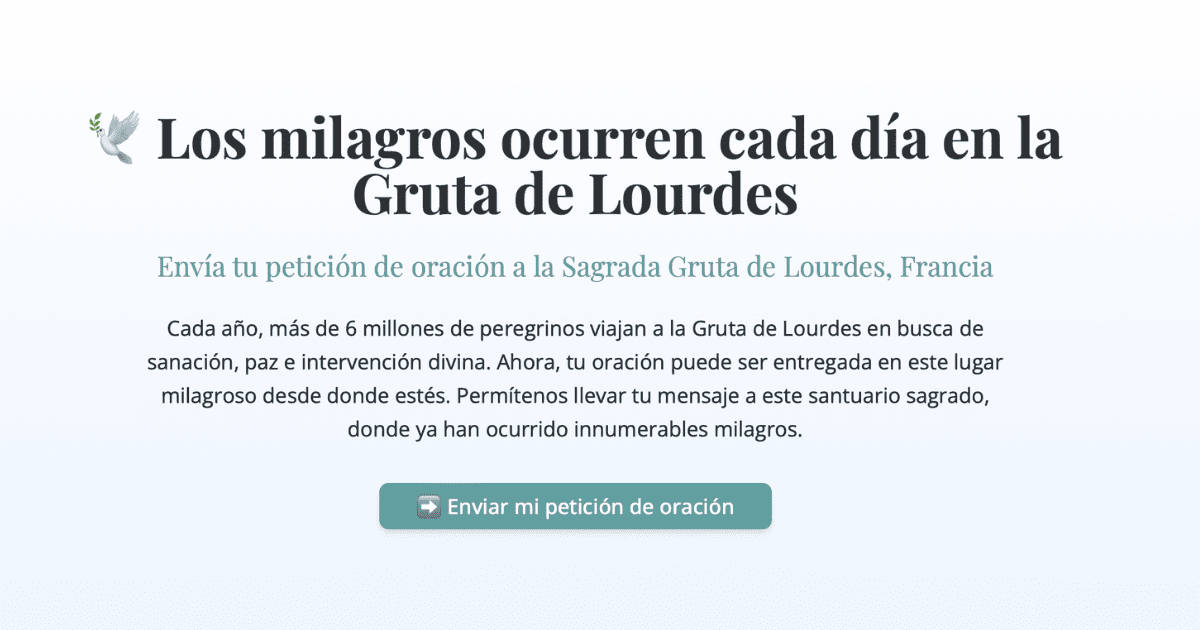 🕊️ Los milagros ocurren cada día en la
Gruta de Lourdes
Envía tu petición de oración a la Sagrada Gruta de Lourdes, Francia
Cada año, más de 6 millones de peregrinos viajan a la Gruta de Lourdes en busca de
sanación, paz e intervención divina. Ahora, tu oración puede ser entregada en este lugar
milagroso desde donde estés. Permítenos llevar tu mensaje a este santuario sagrado,
donde ya han ocurrido innumerables milagros.
➡️ Enviar mi petición de oración